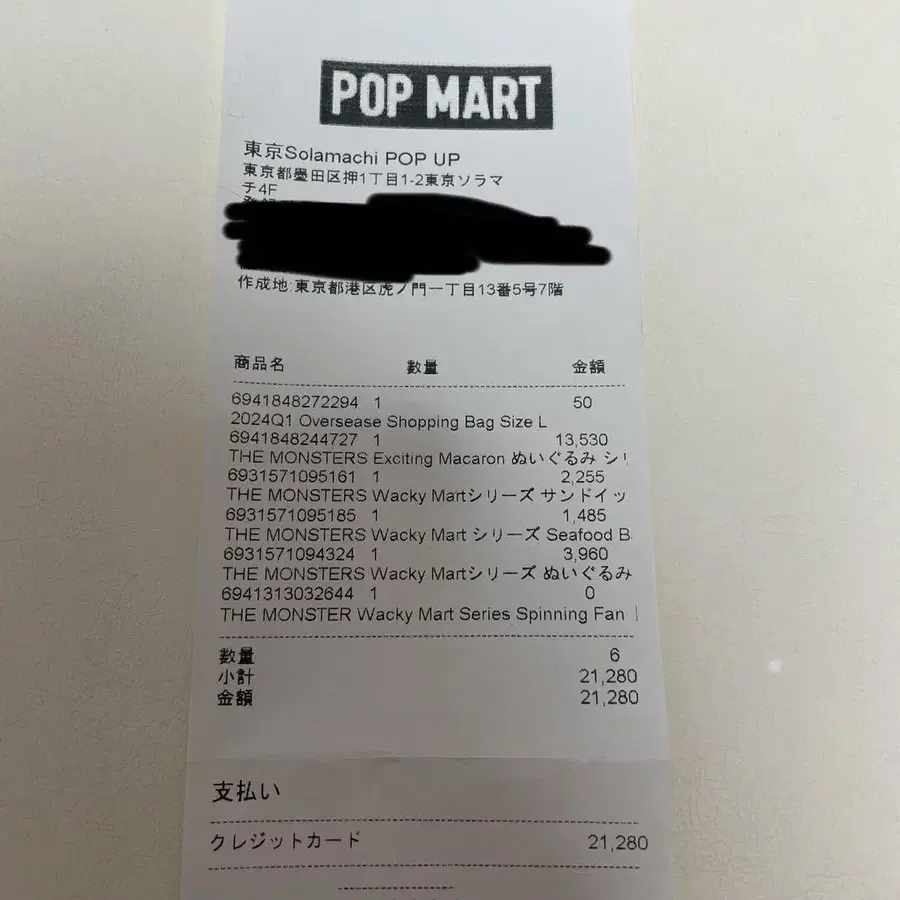 POP MART
東京Solamachi POP UP
東京都墨田区押1丁目1-2東京ソラマ
チ4F
作成地:東京都港区虎ノ門一丁目13番5号7階
商品名 数量 金額
6941848272294 1 50
2024Q1 Oversease Shopping Bag Size L
6941848244727 1 13,530
THE MONSTERS Exciting Macaron ぬいぐるみ シリ
6931571095161 1 2,255
THE MONSTERS Wacky Martシリーズ サンドイッ
6931571095185 1 1,485
THE MONSTERS Wacky Mart シリーズ Seafood B
6931571094324 1 3,960
THE MONSTERS Wacky Martシリーズ ぬいぐるみ
6941313032644 1 0
THE MONSTER Wacky Mart Series Spinning Fan
数量 6
小計 21,280
金額 21,280
支払い
クレジットカード 21,280